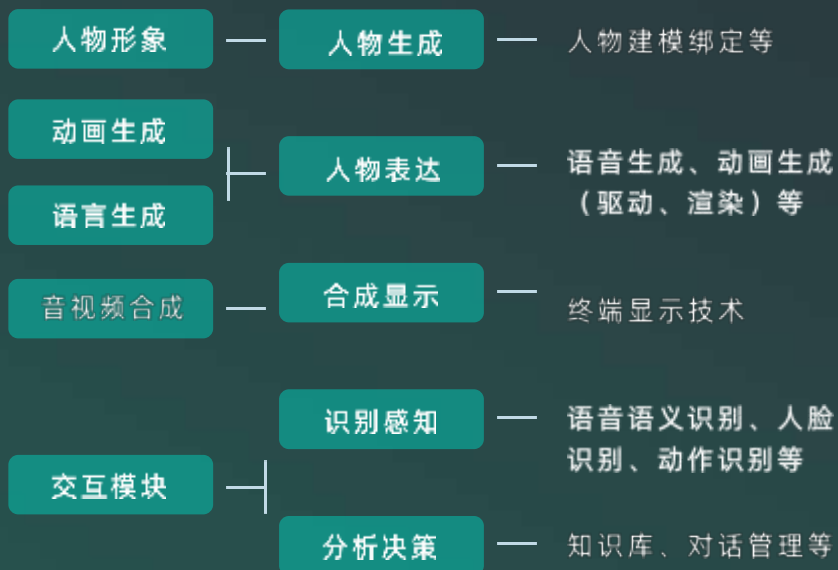 人物形象
人物生成
人物建模绑定等
动画生成
语言生成
人物表达
语音生成、动画生成
（驱动、渲染）等
音视频合成
合成显示
终端显示技术
交互模块
识别感知
语音语义识别、人脸
识别、动作识别等
分析决策
知识库、对话管理等